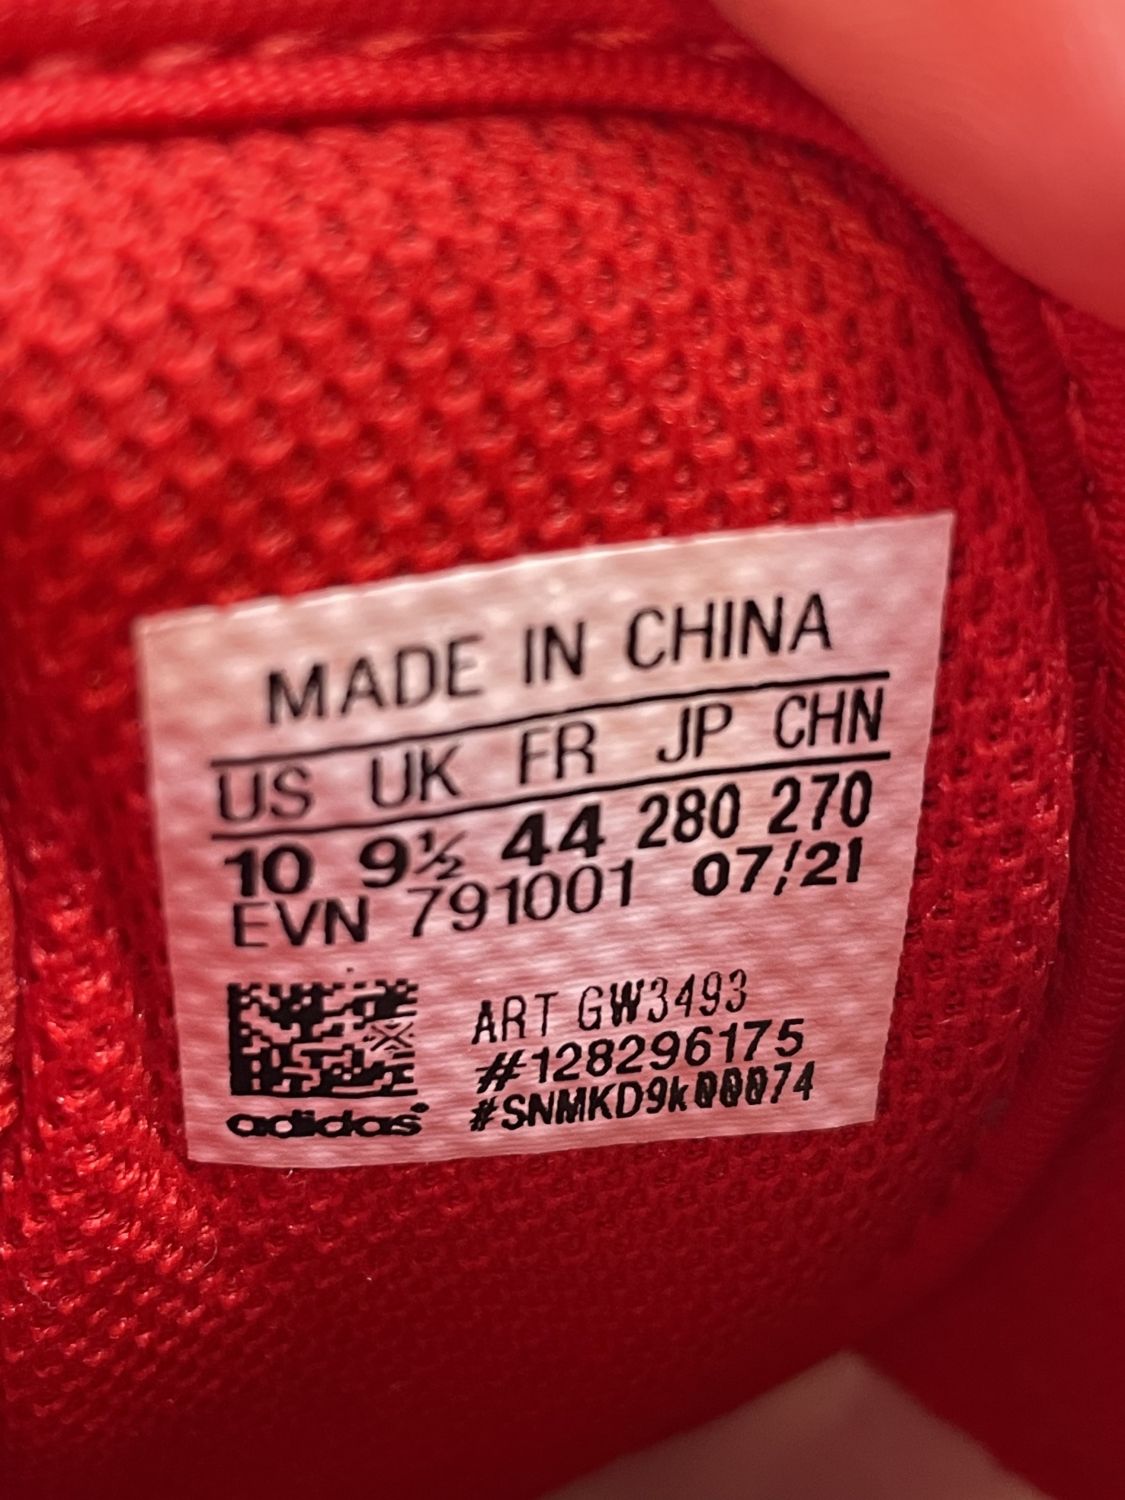 MADE IN CHINA
US UK FR JP CHN
10 9½ 44 280 270
EVN 791001 07/21
ART GW3493
#128296175
#SNMKD9k00074
adidas